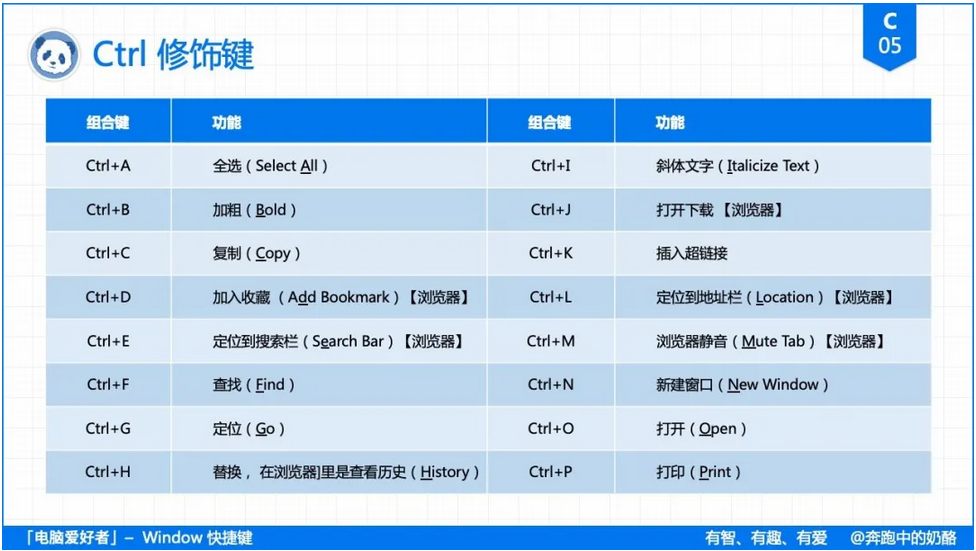 Ctrl 修饰键
C
05
组合键 功能 组合键 功能
Ctrl+A 全选（Select All） Ctrl+I 斜体文字（Italicize Text）
Ctrl+B 加粗（Bold） Ctrl+J 打开下载【浏览器】
Ctrl+C 复制（Copy） Ctrl+K 插入超链接
Ctrl+D 加入收藏（Add Bookmark）【浏览器】 Ctrl+L 定位到地址栏（Location）【浏览器】
Ctrl+E 定位到搜索栏（Search Bar）【浏览器】 Ctrl+M 浏览器静音（Mute Tab）【浏览器】
Ctrl+F 查找（Find） Ctrl+N 新建窗口（New Window）
Ctrl+G 定位（Go） Ctrl+O 打开（Open）
Ctrl+H 替换，在浏览器]里是查看历史（History） Ctrl+P 打印（Print）
「电脑爱好者」– Window 快捷键 有智、有趣、有爱 @奔跑中的奶酪